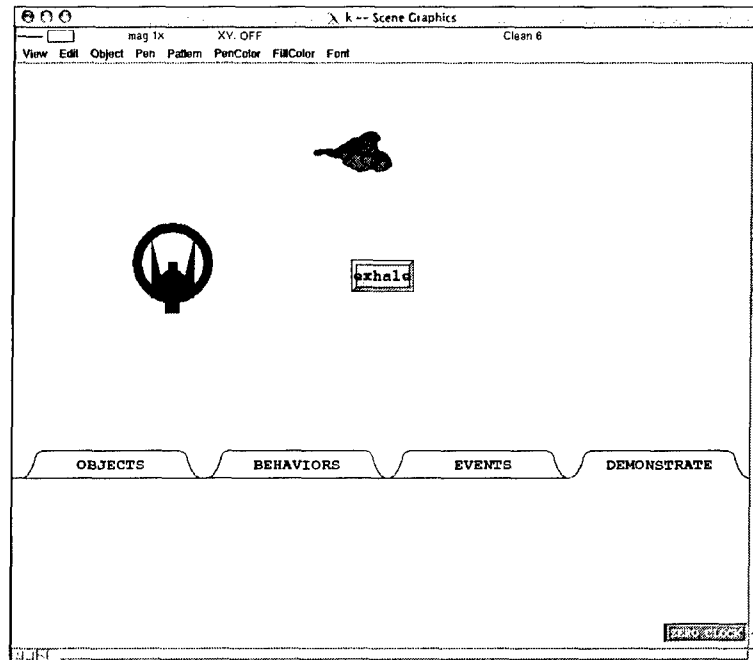 k -- Scene Graphics
mag 1x XY. OFF Clean 6
View Edit Object Pen Pattern PenColor FillColor Font
exhale
OBJECTS BEHAVIORS EVENTS DEMONSTRATE
ZERO CLOCK